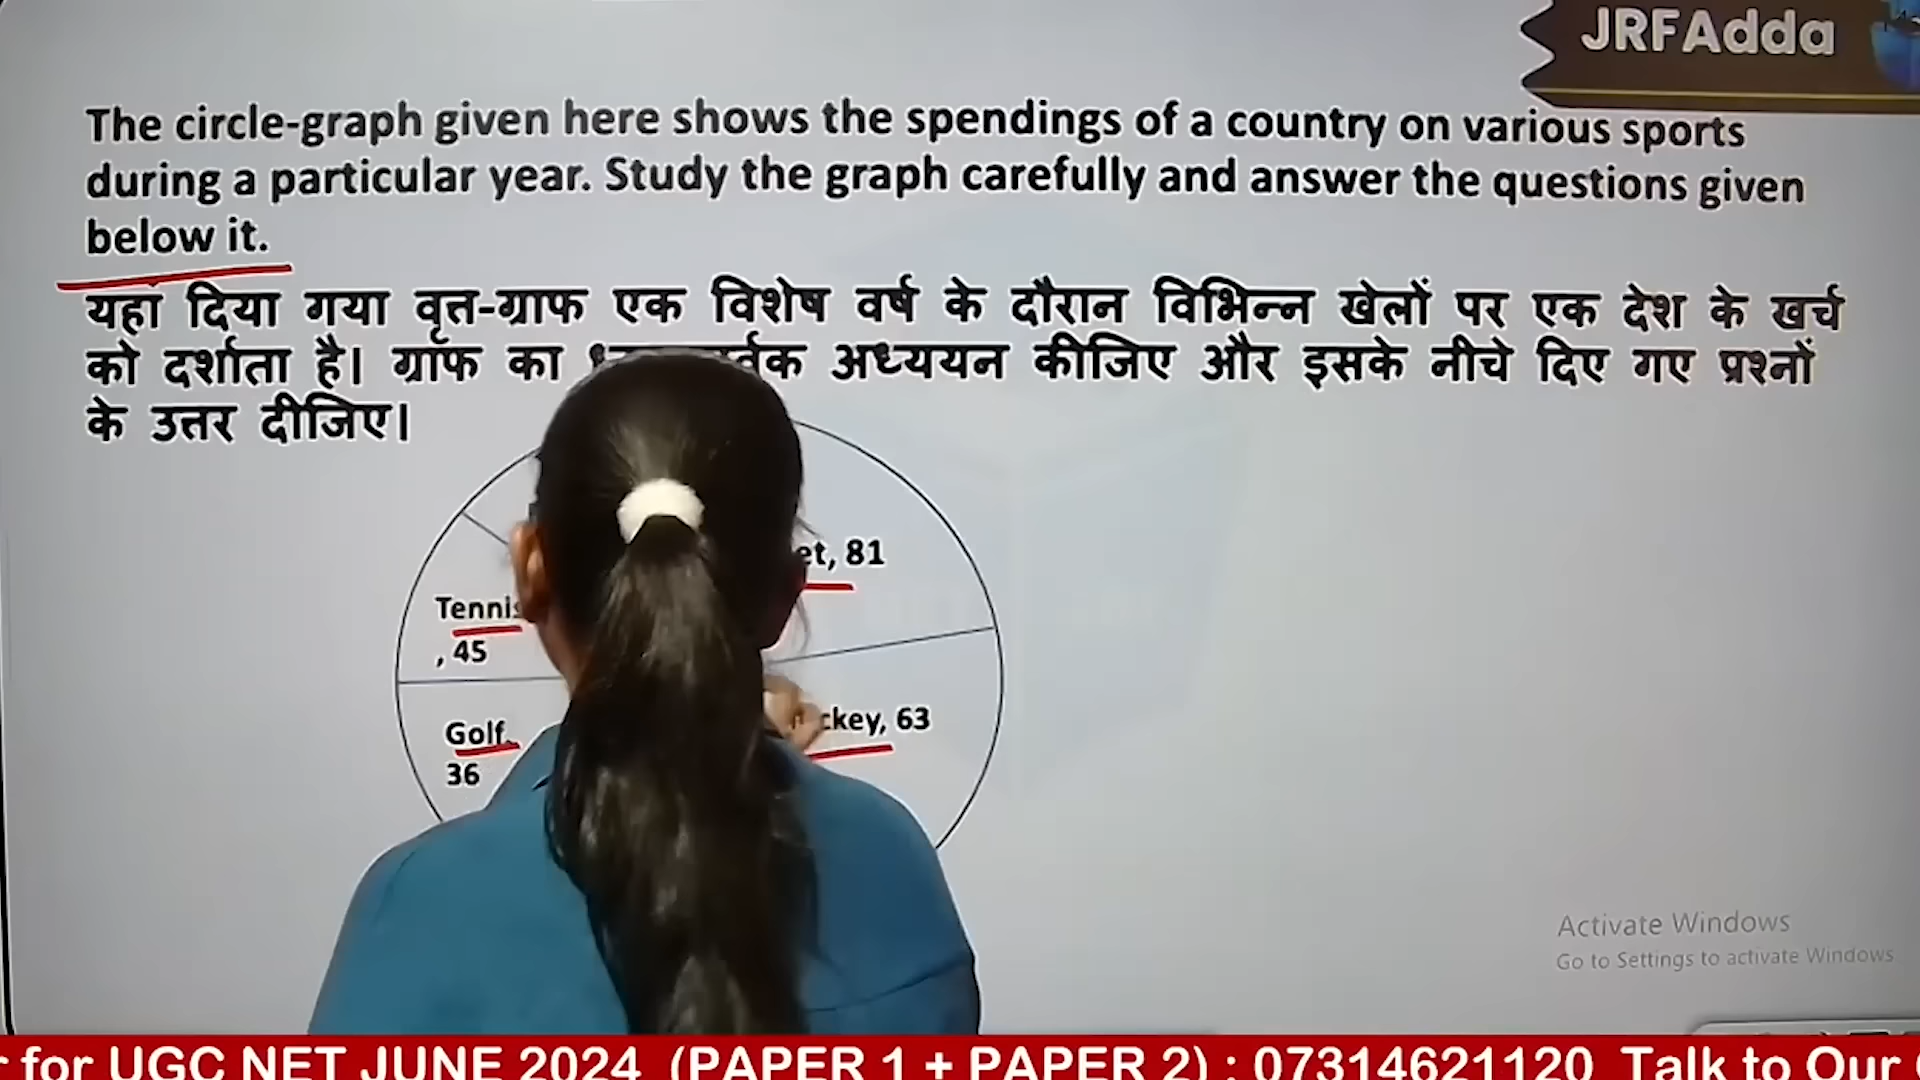 JRFAdda
The circle-graph given here shows the spendings of a country on various sports
during a particular year. Study the graph carefully and answer the questions given
below it.
यहां दिया गया वृत्त-ग्राफ एक विशेष वर्ष के दौरान विभिन्न खेलों पर एक देश के खर्च
को दर्शाता है। ग्राफ का अध्ययन कीजिए और इसके नीचे दिए गए प्रश्नों
के उत्तर दीजिए।
81
Tennis
, 45
63
Golf,
36
Activate Windows
Go to Settings to activate Windows
for UGC NET JUNE 2024 (PAPER 1 + PAPER 2) : 07314621120 Talk to Our